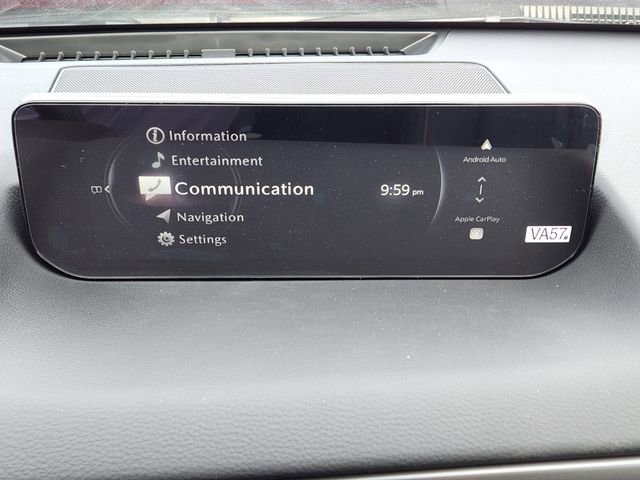 Information
Entertainment
Communication
Navigation
Settings
9:59 pm
Android Auto
Apple CarPlay
VA57